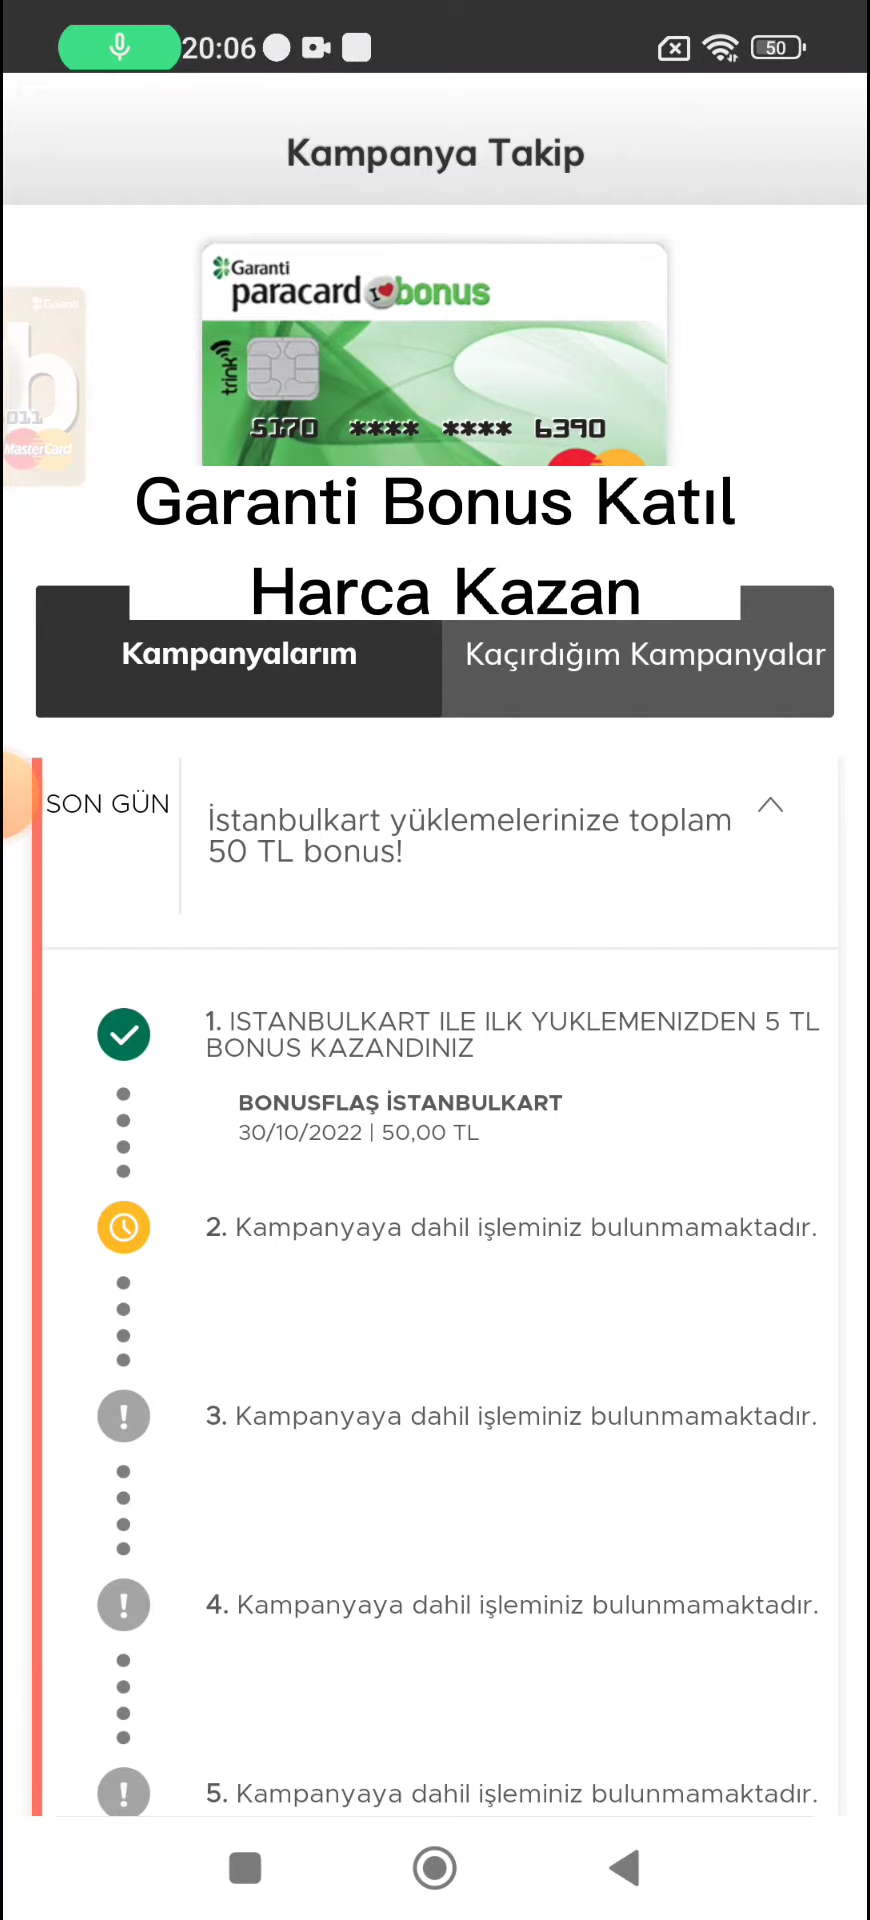 20:06
50
Kampanya Takip
Garanti
paracard bonus
trink
Garanti
b
011
MasterCard
5170 **** **** 6390
Garanti Bonus Katıl
Harca Kazan
Kampanyalarım
Kaçırdığım Kampanyalar
SON GÜN
İstanbulkart yüklemelerinize toplam
50 TL bonus!
1. ISTANBULKART ILE ILK YUKLEMENIZDEN 5 TL
BONUS KAZANDINIZ
BONUSFLAŞ İSTANBULKART
30/10/2022 | 50,00 TL
2. Kampanyaya dahil işleminiz bulunmamaktadır.
3. Kampanyaya dahil işleminiz bulunmamaktadır.
4. Kampanyaya dahil işleminiz bulunmamaktadır.
5. Kampanyaya dahil işleminiz bulunmamaktadır.